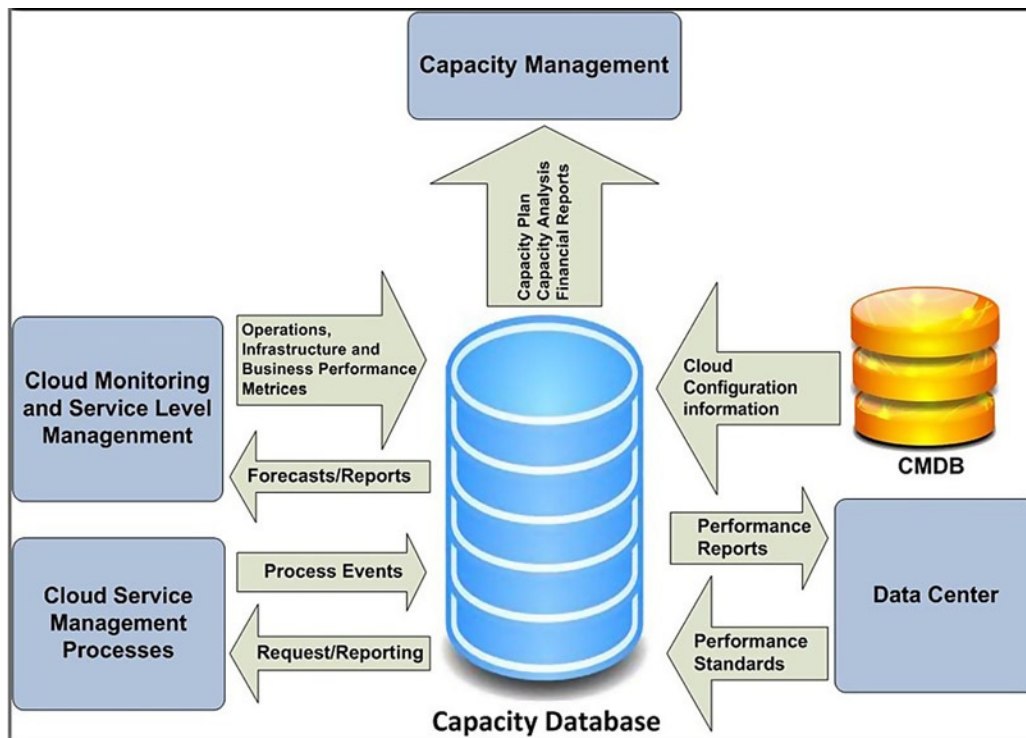 Capacity Management
Capacity Plan
Capacity Analysis
Financial Reports
Operations,
Infrastructure and
Business Performance
Metrices
Cloud Monitoring
and Service Level
Managenment
Forecasts/Reports
Cloud
Configuration
information
CMDB
Process Events
Cloud Service
Management
Processes
Request/Reporting
Performance
Reports
Data Center
Performance
Standards
Capacity Database